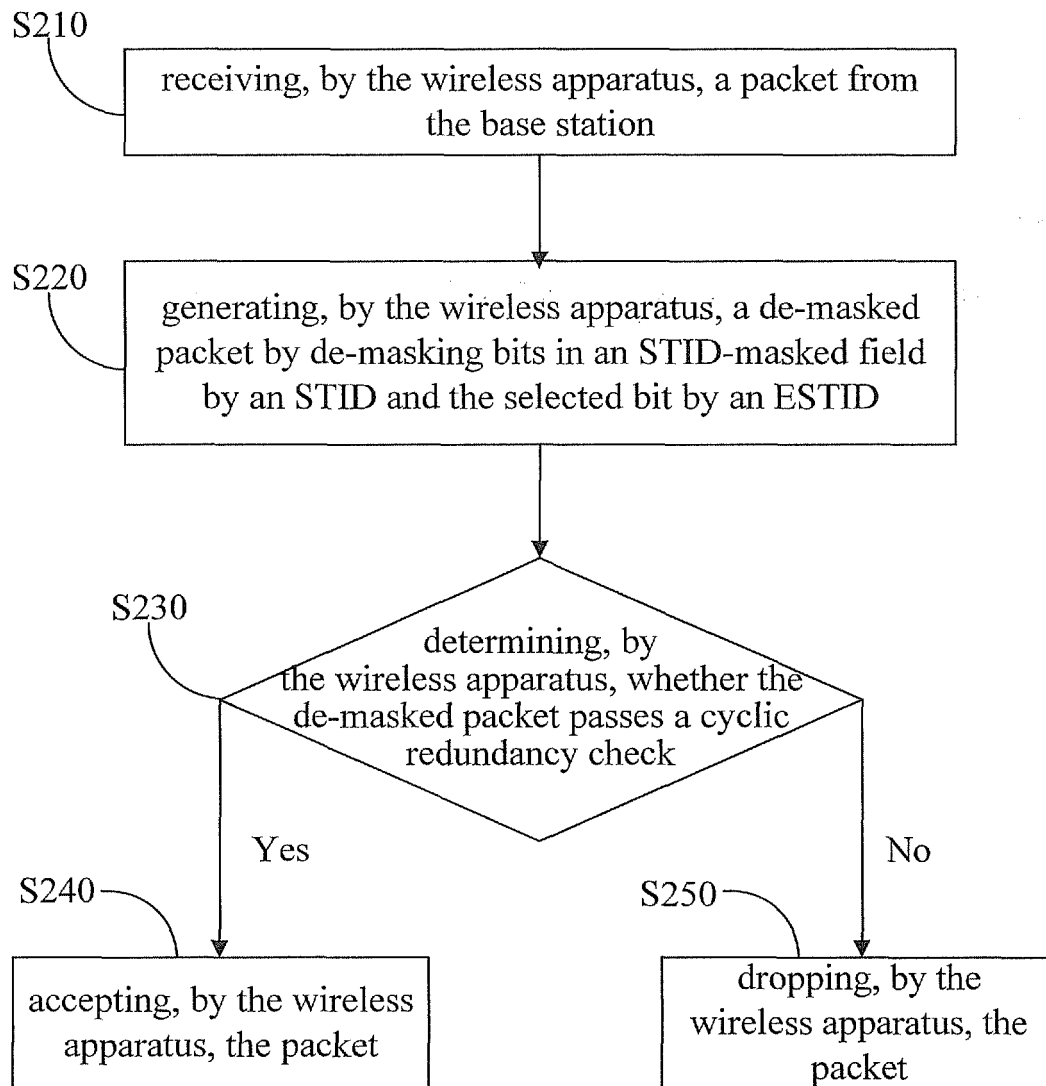 S210
receiving, by the wireless apparatus, a packet from
the base station
S220
generating, by the wireless apparatus, a de-masked
packet by de-masking bits in an STID-masked field
by an STID and the selected bit by an ESTID
S230
determining, by
the wireless apparatus, whether the
de-masked packet passes a cyclic
redundancy check
Yes
No
S240
S250
accepting, by the wireless
apparatus, the packet
dropping, by the
wireless apparatus, the
packet